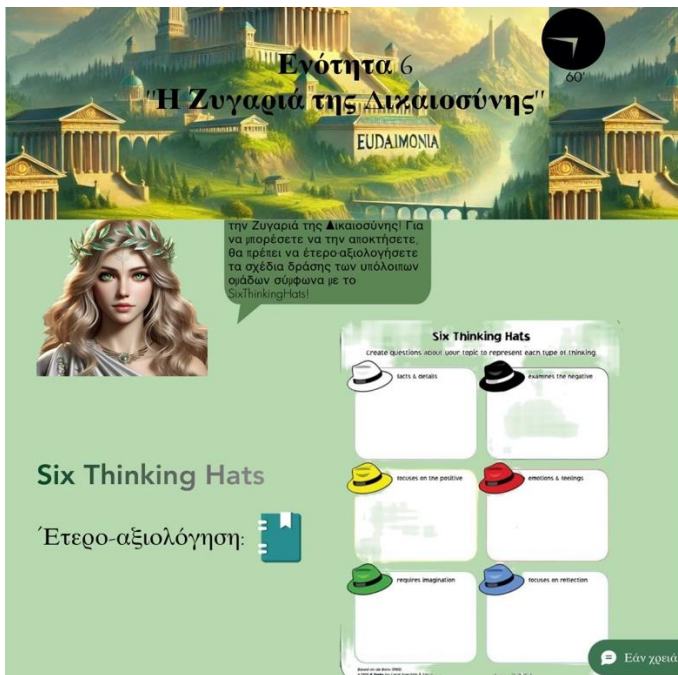 Ενότητα 6
"Η Ζυγαριά της Δικαιοσύνης"
60'
EUDAIMONIA
την Ζυγαριά της Δικαιοσύνης! Για
να μπορέσετε να την αποκτήσετε,
θα πρέπει να έτερο-αξιολογήσετε
τα σχέδια δράσης των υπόλοιπων
ομάδων σύμφωνα με το
SixThinkingHats!
Six Thinking Hats
Create questions about your topic to represent each type of thinking
facts & details
examines the negative
focuses on the positive
emotions & feelings
requires imagination
focuses on reflection
Six Thinking Hats
Έτερο-αξιολόγηση:
Εάν χρειά